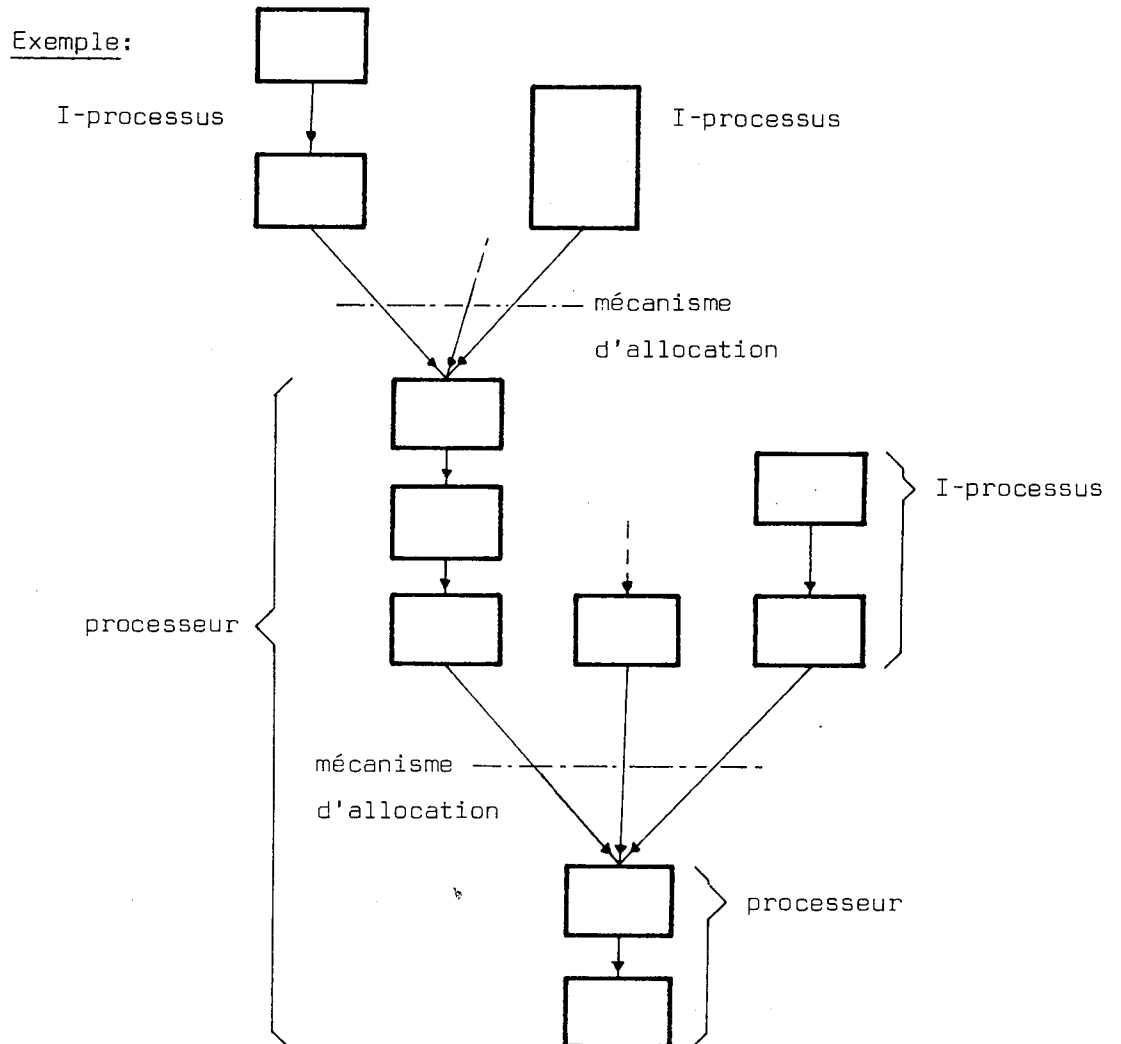 Exemple:
I-processus
I-processus
mécanisme
d'allocation
I-processus
processeur
mécanisme
d'allocation
processeur